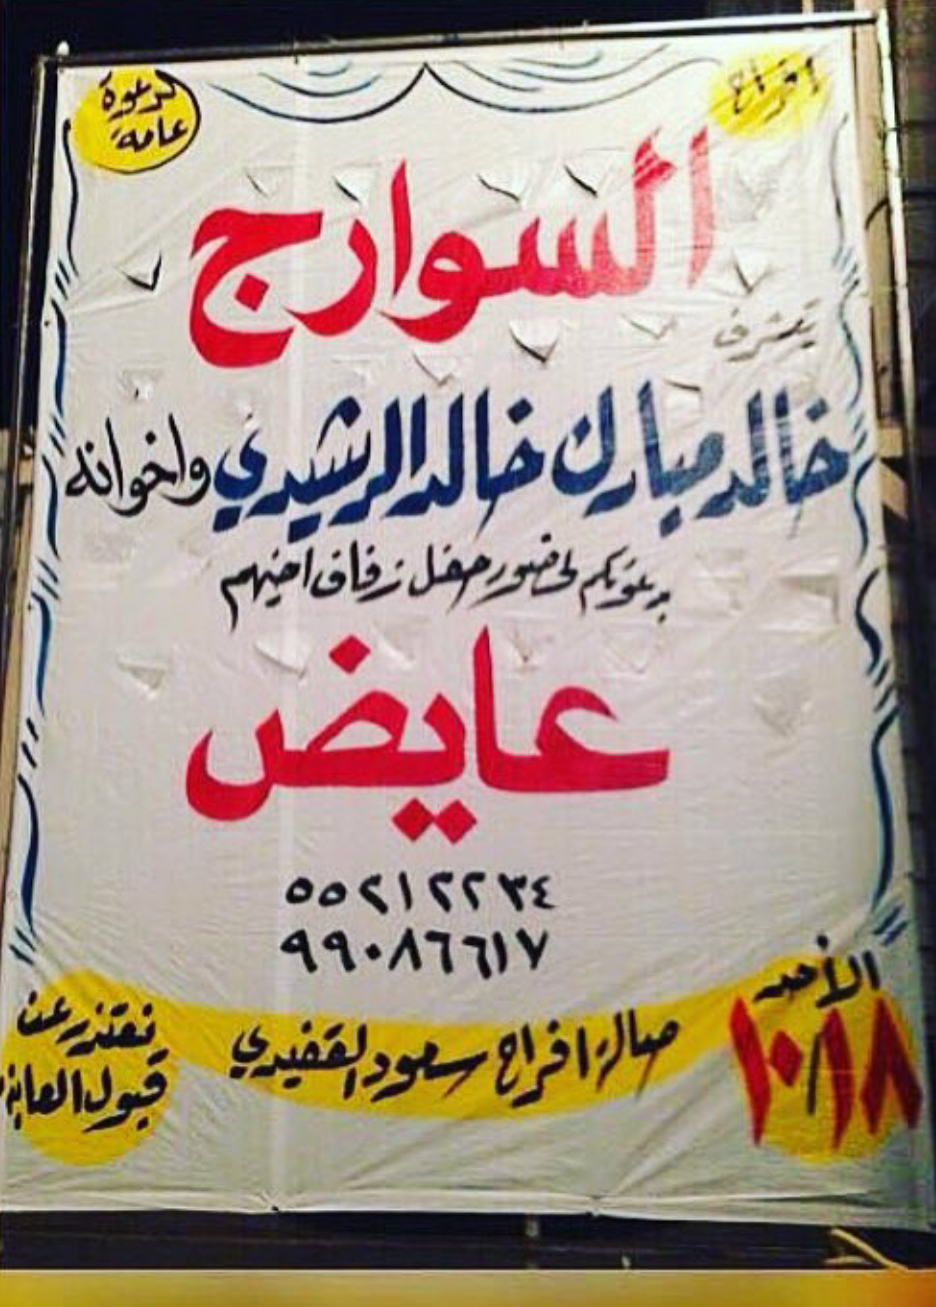 افراح
دعوة
عامة
السوارج
يتشرف
خالد مبارك خالد الرشيدي واخوانه
بدعوتكم لحضور حفل زفاف اخيهم
عايض
٥٥٢١٢٢٣٤
٩٩٠٨٦٦١٧
الأحد
١٠/١٨
صالة افراح سعود القفيدي
نعتذر عن
قبول العانية